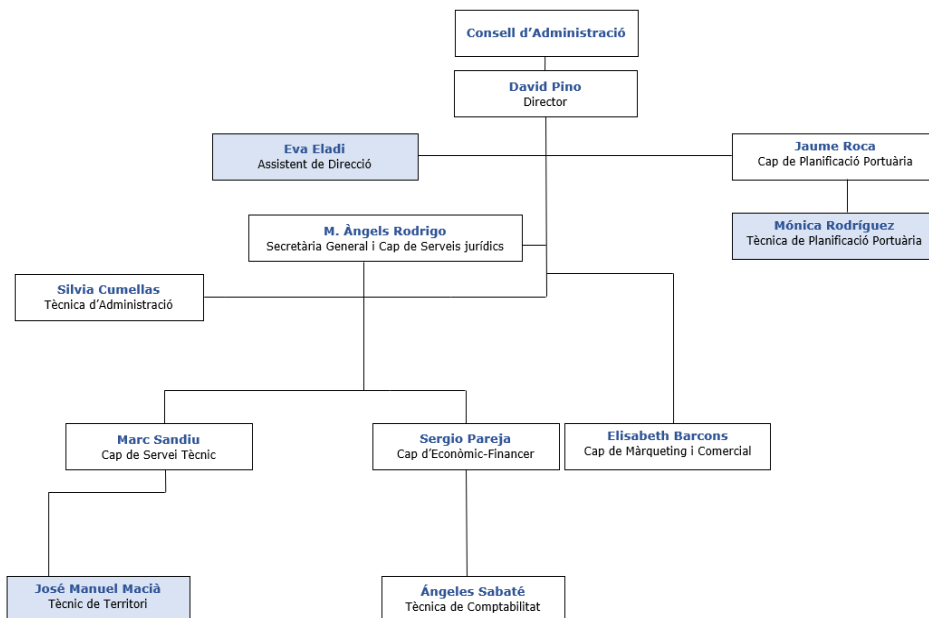 Consell d’Administració
David Pino
Director
Eva Eladi
Assistent de Direcció
Jaume Roca
Cap de Planificació Portuària
M. Àngels Rodrigo
Secretària General i Cap de Serveis jurídics
Mónica Rodríguez
Tècnica de Planificació Portuària
Silvia Cumellas
Tècnica d’Administració
Marc Sandiu
Cap de Servei Tècnic
Sergio Pareja
Cap d’Econòmic-Financer
Elisabeth Barcons
Cap de Màrqueting i Comercial
José Manuel Macià
Tècnic de Territori
Ángeles Sabaté
Tècnica de Comptabilitat